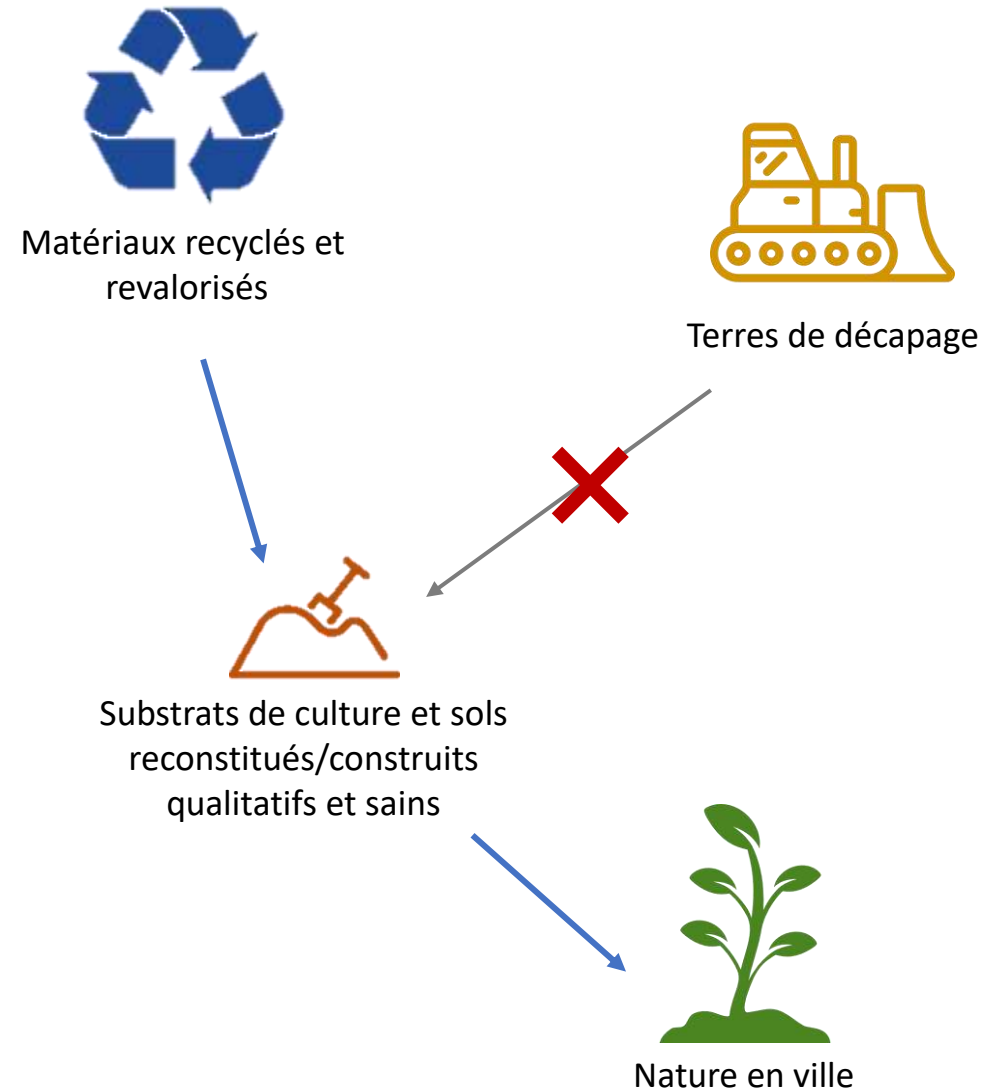 Matériaux recyclés et
revalorisés
Terres de décapage
Substrats de culture et sols
reconstitués/construits
qualitatifs et sains
Nature en ville